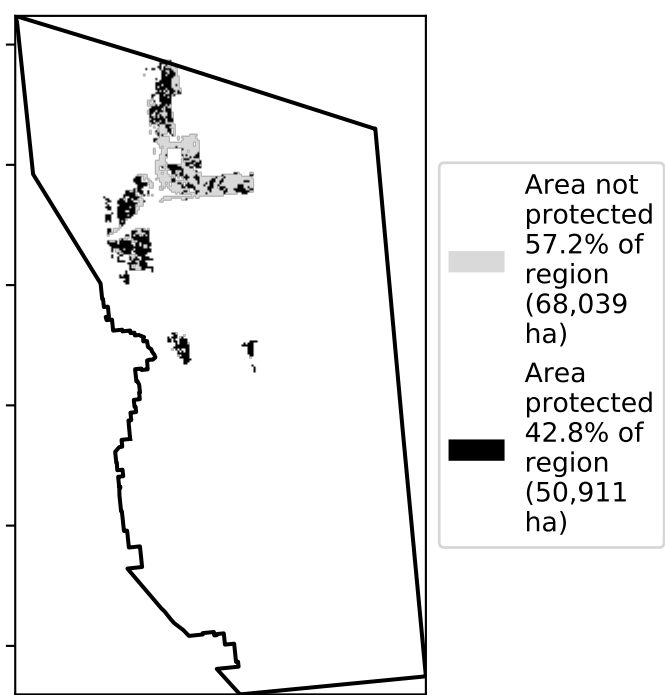 Area not
protected
57.2% of
region
(68,039
ha)
Area
protected
42.8% of
region
(50,911
ha)